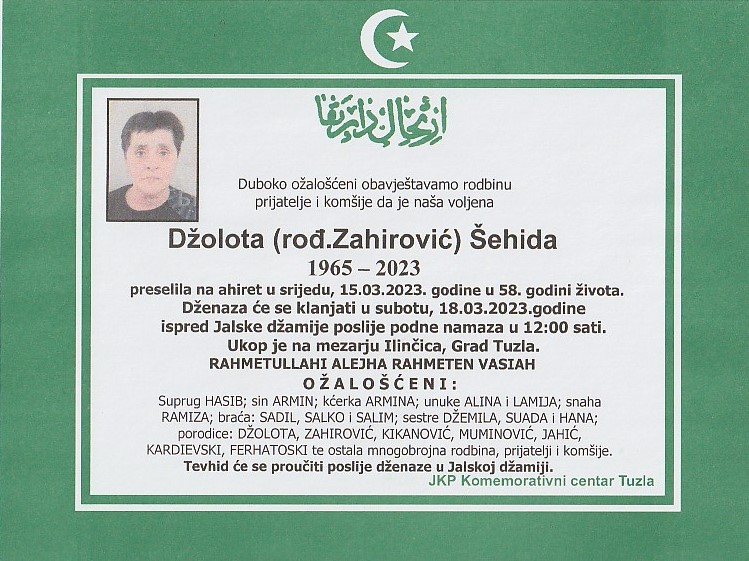 إرتحال دار بقا
Duboko ožalošćeni obavještavamo rodbinu
prijatelje i komšije da je naša voljena
Džolota (rođ.Zahirović) Šehida
1965 – 2023
preselila na ahiret u srijedu, 15.03.2023. godine u 58. godini života.
Dženaza će se klanjati u subotu, 18.03.2023.godine
ispred Jalske džamije poslije podne namaza u 12:00 sati.
Ukop je na mezarju Ilinčica, Grad Tuzla.
RAHMETULLAHI ALEJHA RAHMETEN VASIAH
O Ž A L O Š Ć E N I :
Suprug HASIB; sin ARMIN; kćerka ARMINA; unuke ALINA i LAMIJA; snaha
RAMIZA; braća: SADIL, SALKO i SALIM; sestre DŽEMILA, SUADA i HANA;
porodice: DŽOLOTA, ZAHIROVIĆ, KIKANOVIĆ, MUMINOVIĆ, JAHIĆ,
KARDIEVSKI, FERHATOSKI te ostala mnogobrojna rodbina, prijatelji i komšije.
Tevhid će se proučiti poslije dženaze u Jalskoj džamiji.
JKP Komemorativni centar Tuzla